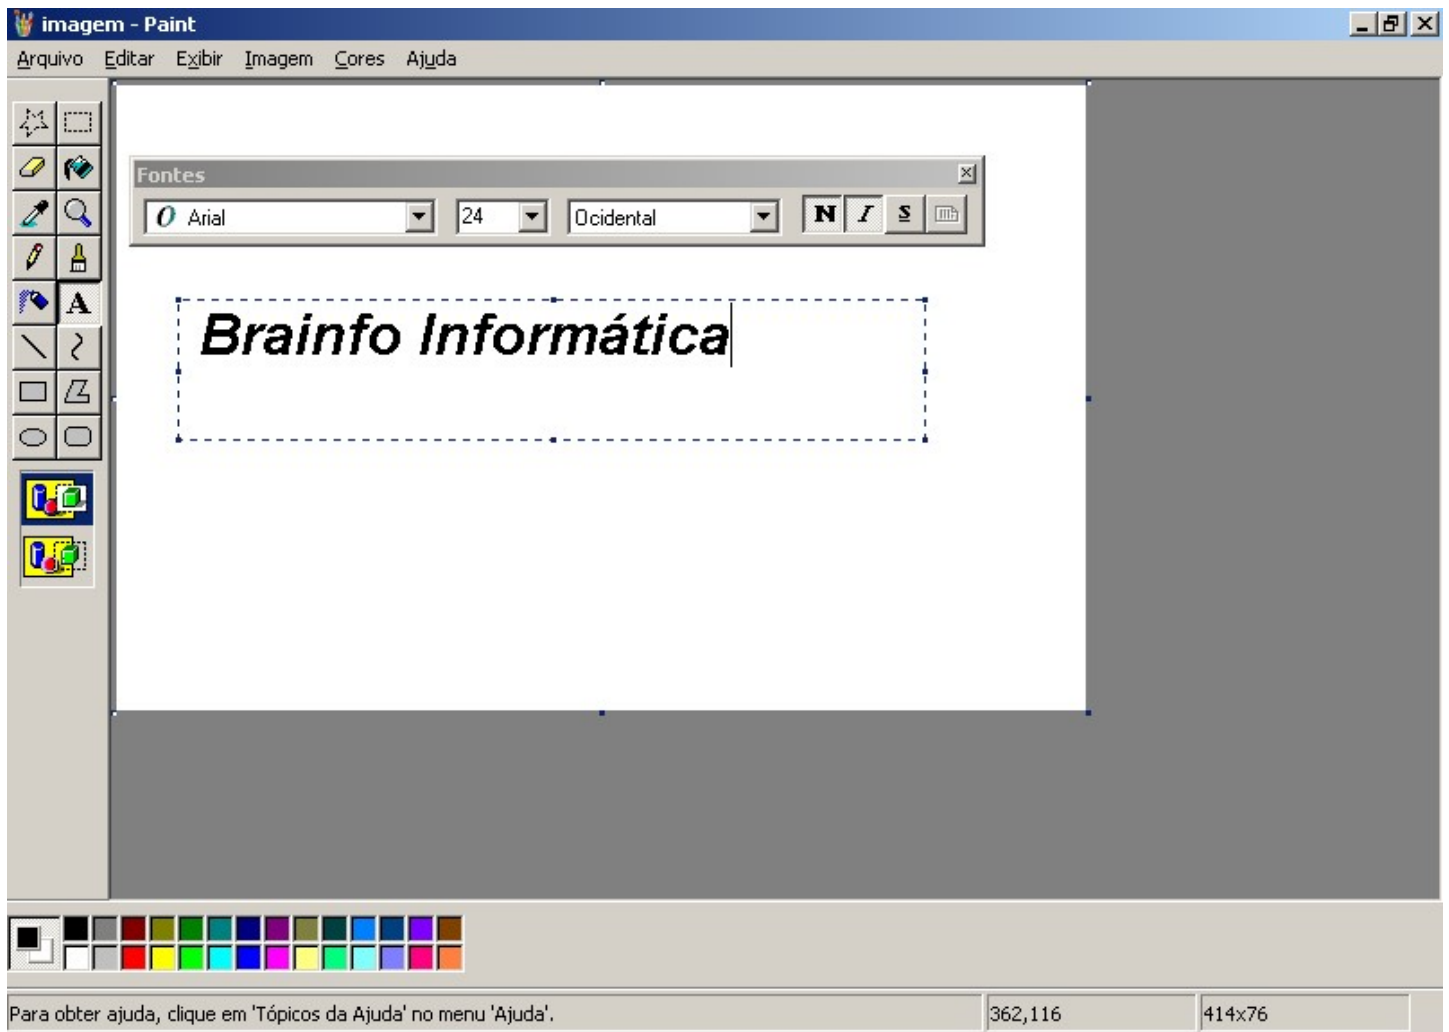 imagem - Paint
Arquivo Editar Exibir Imagem Cores Ajuda
Fontes
O Arial 24 Ocidental N I S
A
Brainfo Informática
Para obter ajuda, clique em 'Tópicos da Ajuda' no menu 'Ajuda'. 362,116 414x76